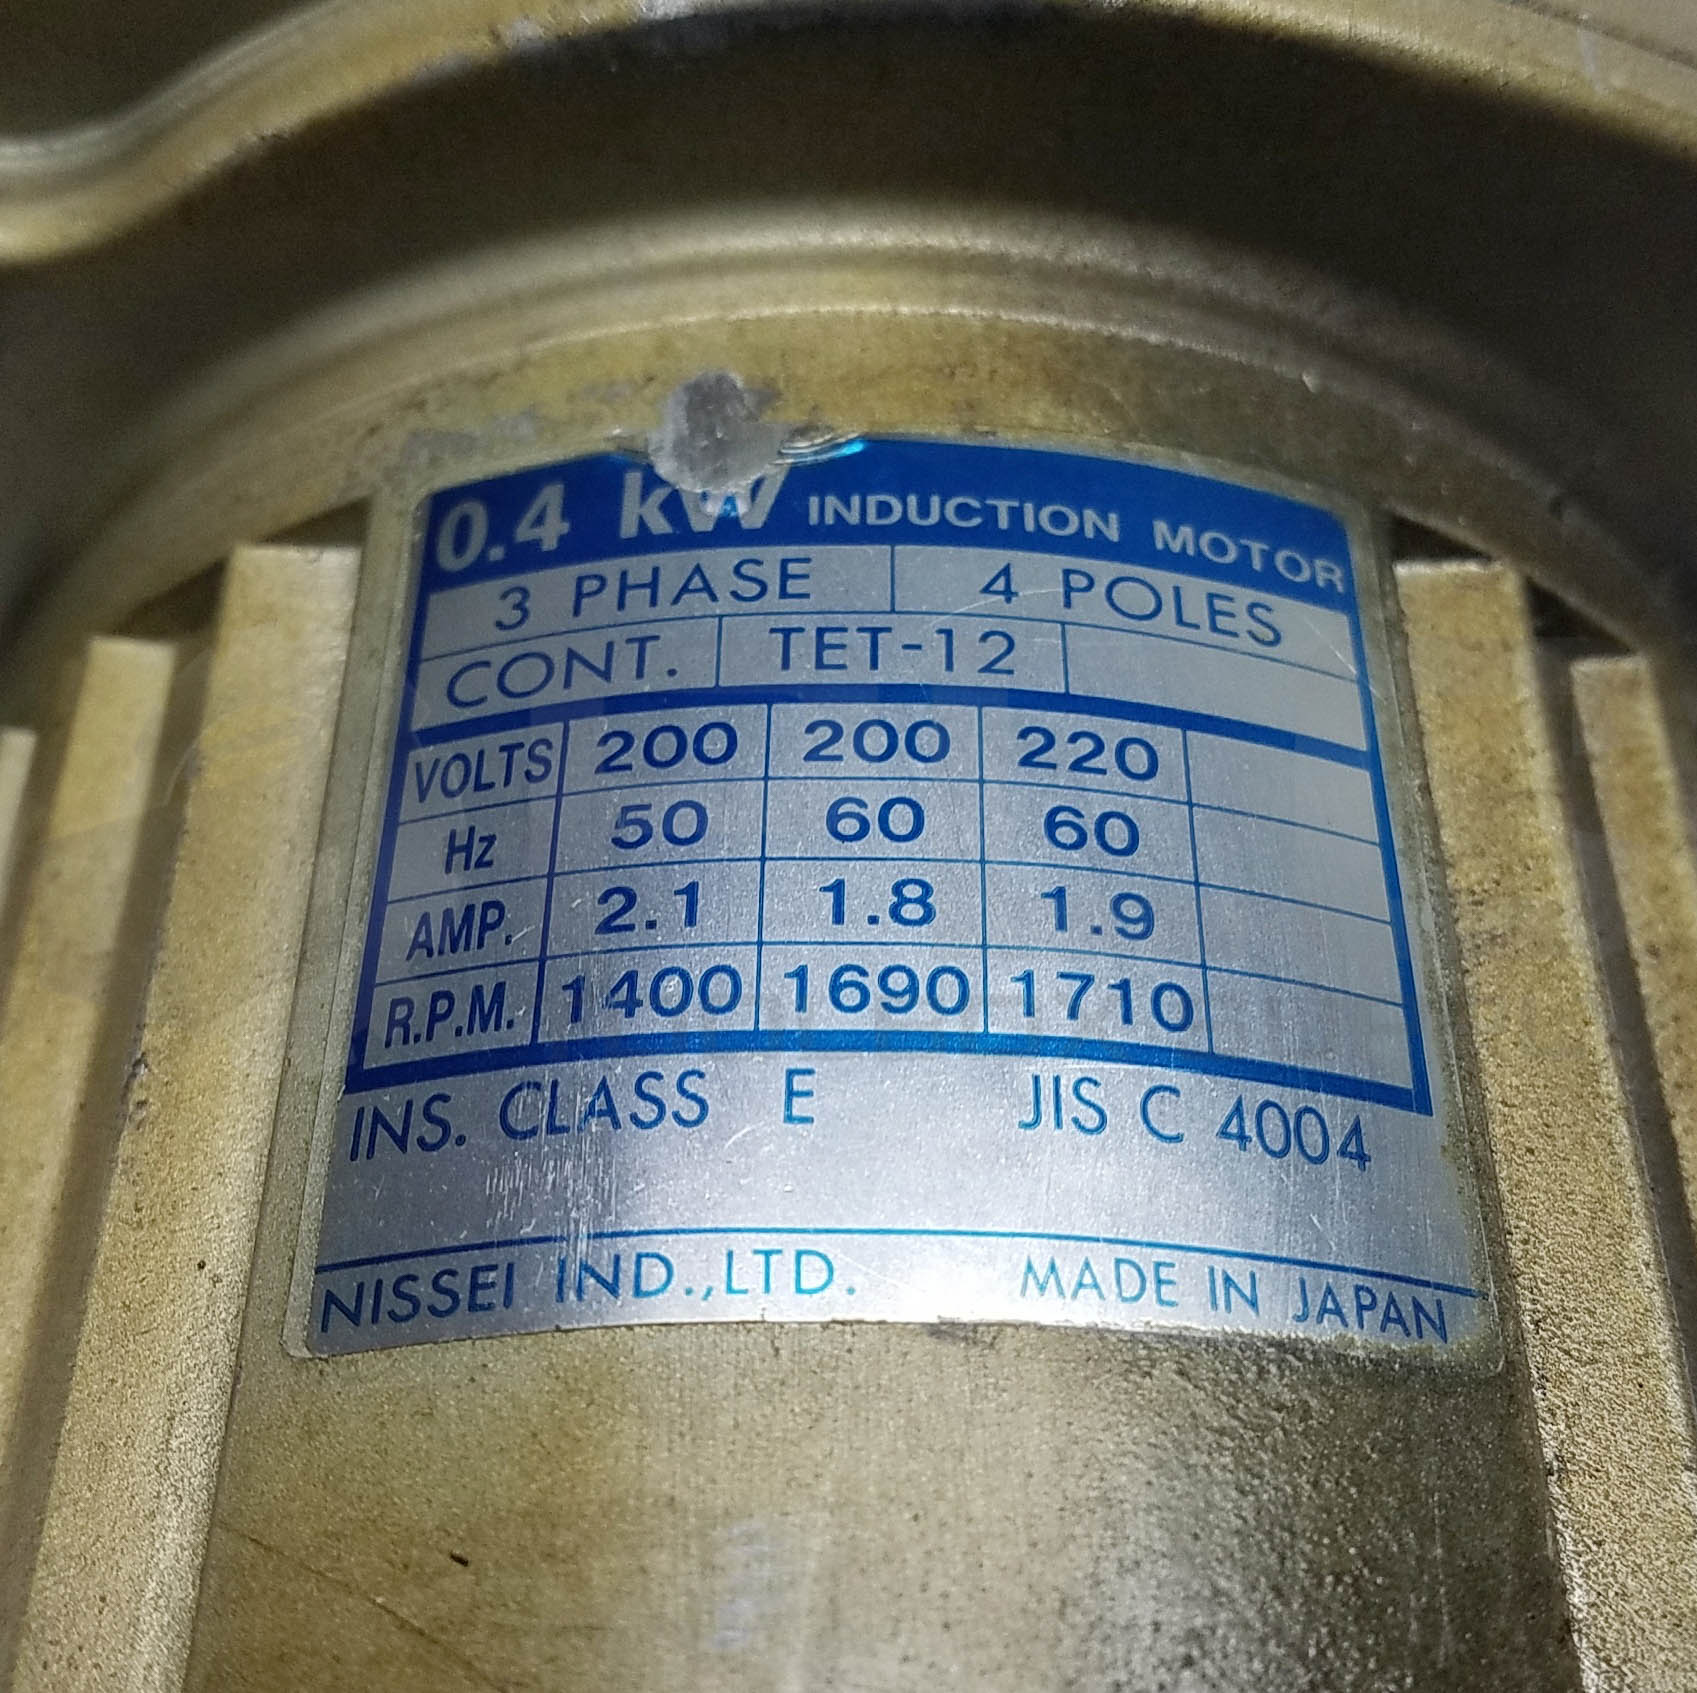 0.4 kW INDUCTION MOTOR
3 PHASE 4 POLES
CONT. TET-12
VOLTS 200 200 220
Hz 50 60 60
AMP. 2.1 1.8 1.9
R.P.M. 1400 1690 1710
INS. CLASS E JIS C 4004
NISSEI IND.,LTD. MADE IN JAPAN